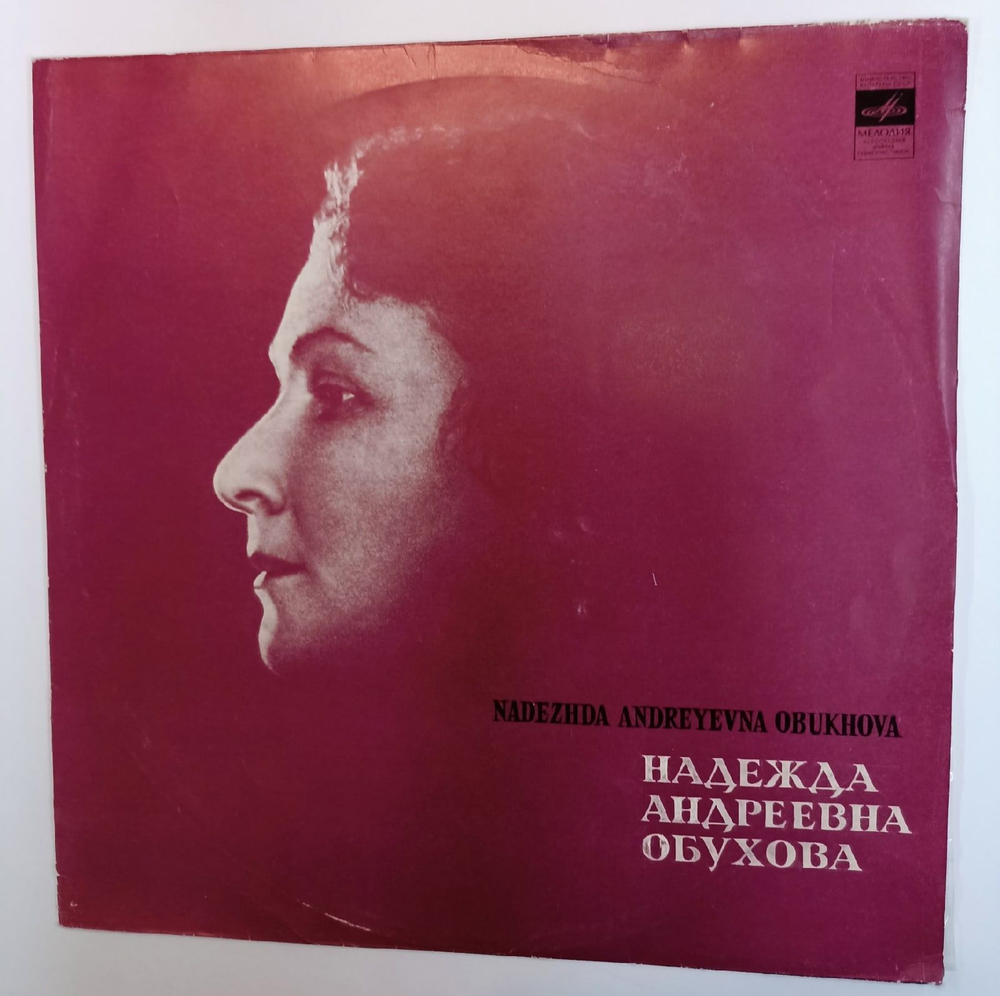 МЕЛОДИЯ
NADEZHDA ANDREYEVNA OBUKHOVA
НАДЕЖДА
АНДРЕЕВНА
ОБУХОВА